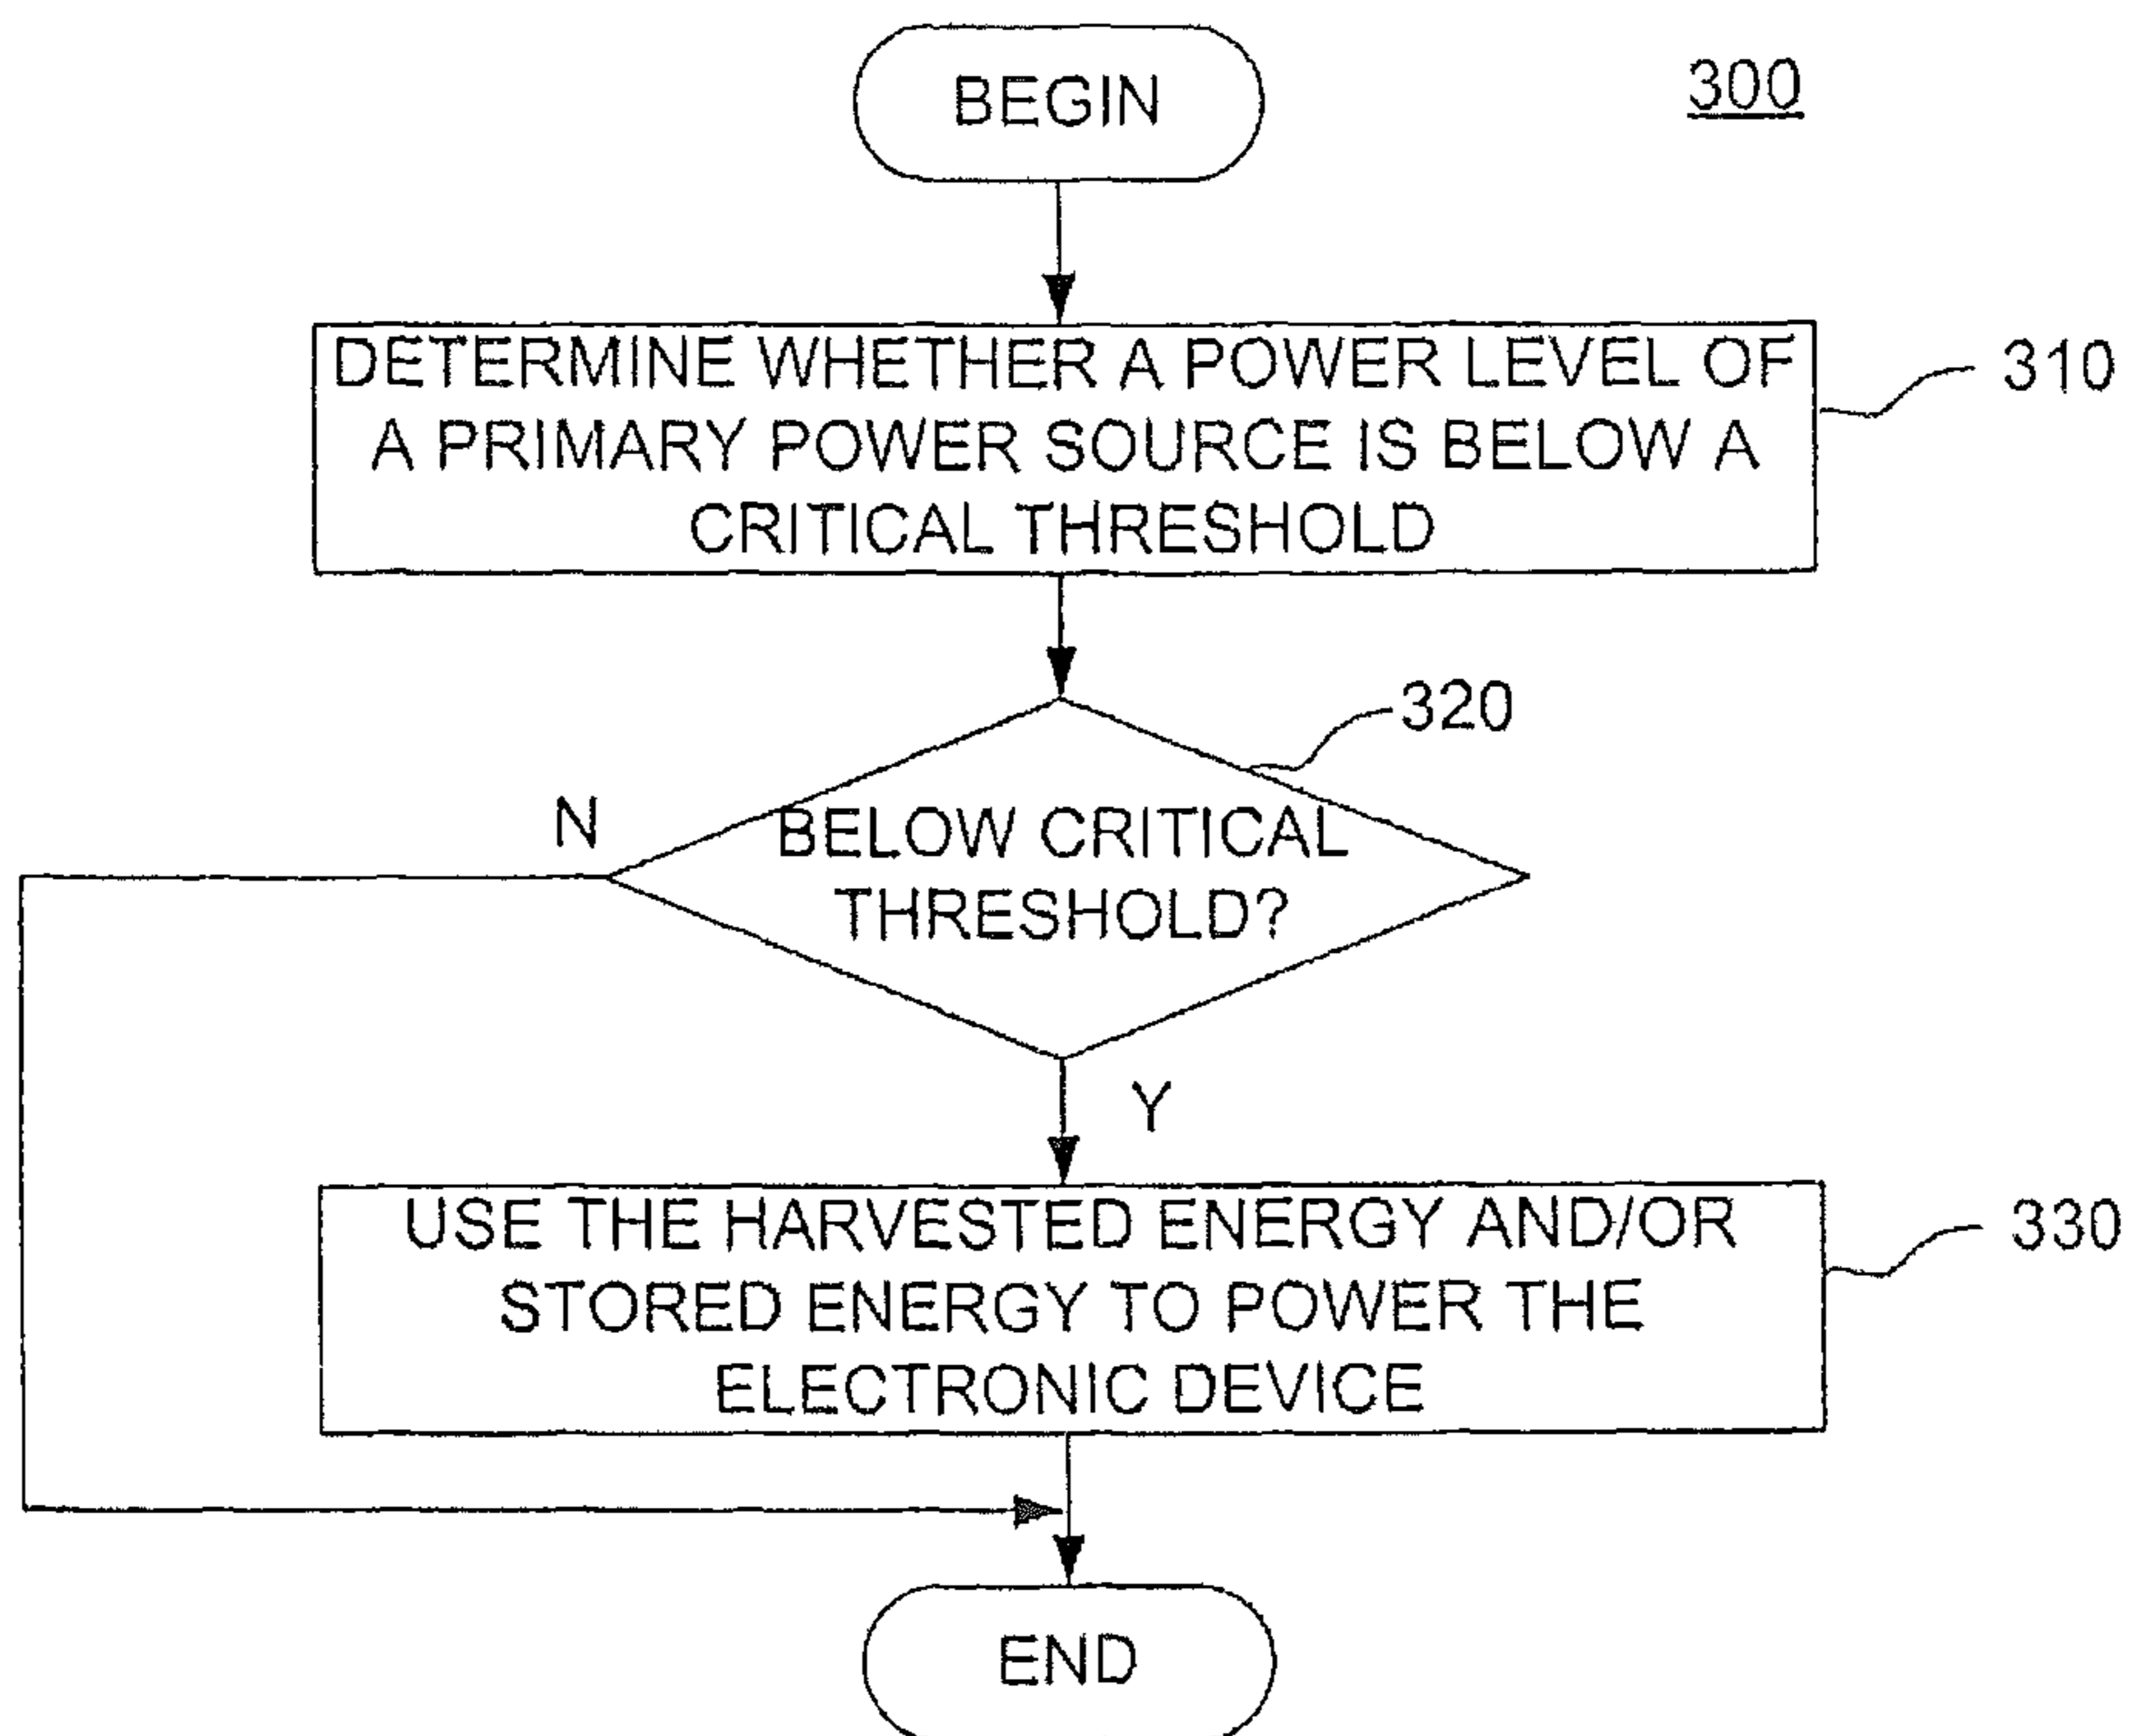 BEGIN
300
DETERMINE WHETHER A POWER LEVEL OF
A PRIMARY POWER SOURCE IS BELOW A
CRITICAL THRESHOLD
310
320
N
BELOW CRITICAL
THRESHOLD?
Y
USE THE HARVESTED ENERGY AND/OR
STORED ENERGY TO POWER THE
ELECTRONIC DEVICE
330
END